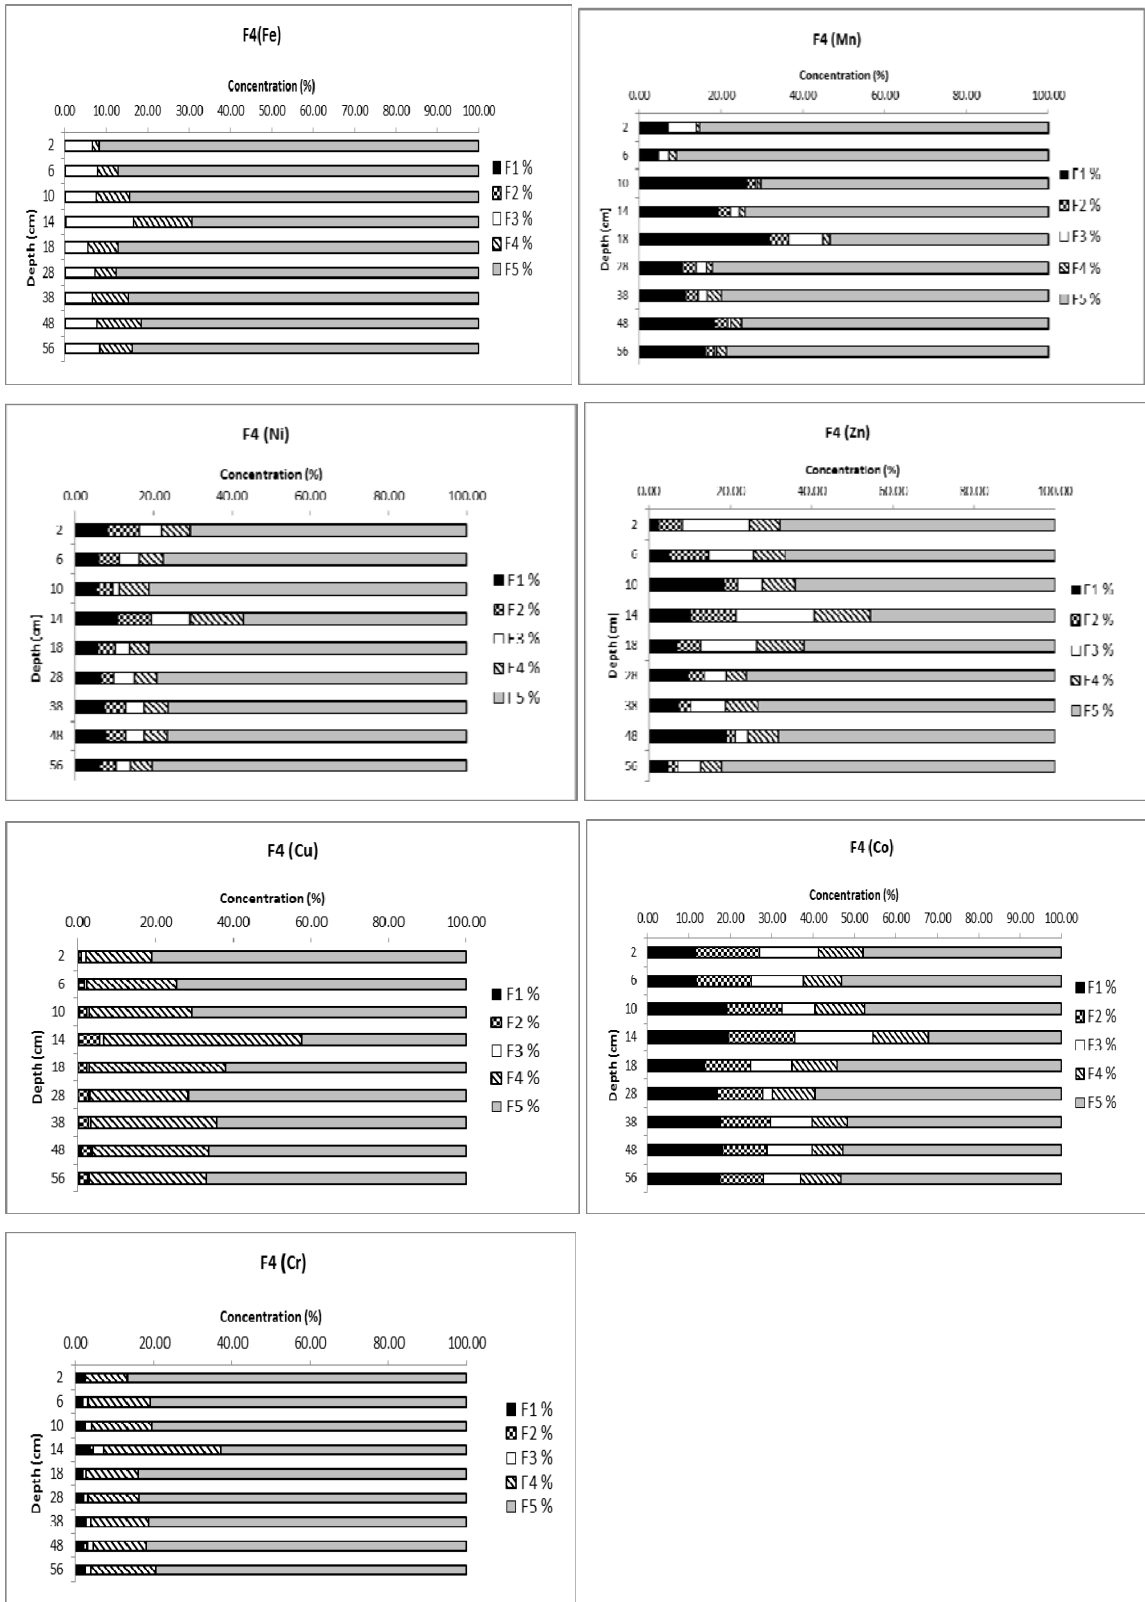 F4(Fe)
Concentration (%)
0.00 10.00 20.00 30.00 40.00 50.00 60.00 70.00 80.00 90.00 100.00
Depth (cm)
2
6
10
14
18
28
38
48
56
F1 %
F2 %
F3 %
F4 %
F5 %
F4 (Mn)
Concentration (%)
0.00 20.00 40.00 60.00 80.00 100.00
Depth (cm)
2
6
10
14
18
28
38
48
56
F1 %
F2 %
F3 %
F4 %
F5 %
F4 (Ni)
Concentration (%)
0.00 20.00 40.00 60.00 80.00 100.00
Depth (cm)
2
6
10
14
18
28
38
48
56
F1 %
F2 %
F3 %
F4 %
F5 %
F4 (Zn)
Concentration (%)
0.00 20.00 40.00 60.00 80.00 100.00
Depth (cm)
2
6
10
14
18
28
38
48
56
F1 %
F2 %
F3 %
F4 %
F5 %
F4 (Cu)
Concentration (%)
0.00 20.00 40.00 60.00 80.00 100.00
Depth (cm)
2
6
10
14
18
28
38
48
56
F1 %
F2 %
F3 %
F4 %
F5 %
F4 (Co)
Concentration (%)
0.00 10.00 20.00 30.00 40.00 50.00 60.00 70.00 80.00 90.00 100.00
Depth (cm)
2
6
10
14
18
28
38
48
56
F1 %
F2 %
F3 %
F4 %
F5 %
F4 (Cr)
Concentration (%)
0.00 20.00 40.00 60.00 80.00 100.00
Depth (cm)
2
6
10
14
18
28
38
48
56
F1 %
F2 %
F3 %
F4 %
F5 %